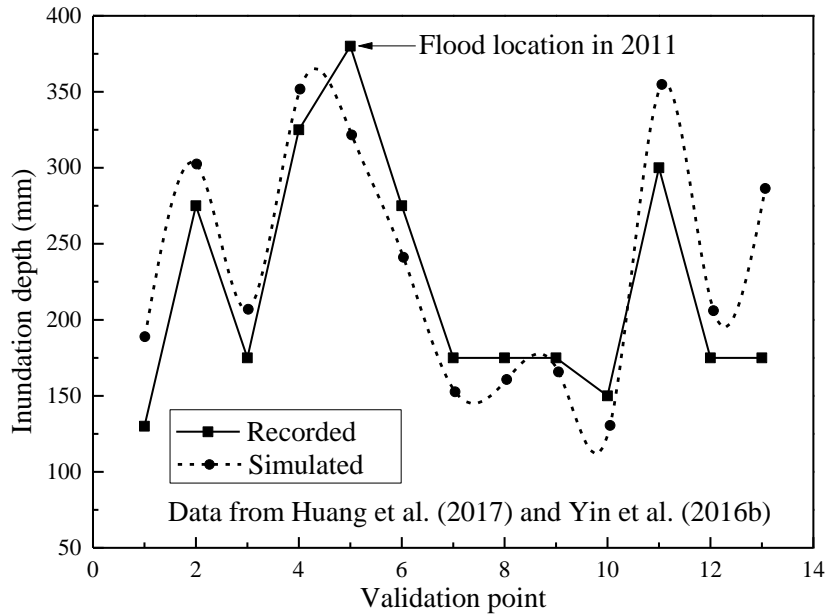 400
350
300
250
200
150
100
50
Inundation depth (mm)
Flood location in 2011
Recorded
Simulated
Data from Huang et al. (2017) and Yin et al. (2016b)
0 2 4 6 8 10 12 14
Validation point